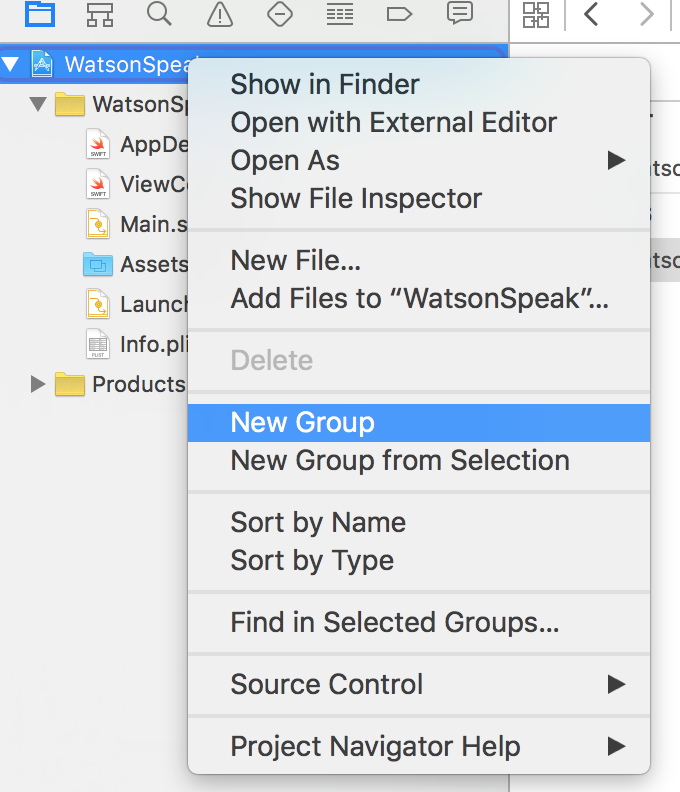 WatsonSpeak
WatsonSp
AppDe
ViewCo
Main.s
Assets
Launch
Info.pli
Products
Show in Finder
Open with External Editor
Open As
Show File Inspector
New File...
Add Files to “WatsonSpeak”...
Delete
New Group
New Group from Selection
Sort by Name
Sort by Type
Find in Selected Groups...
Source Control
Project Navigator Help